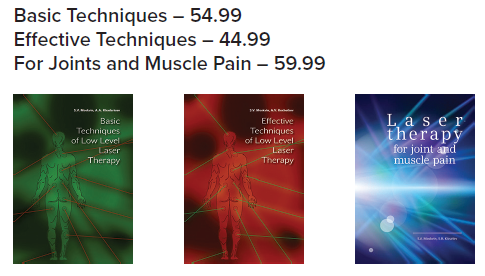 Basic Techniques – 54.99
Effective Techniques – 44.99
For Joints and Muscle Pain – 59.99
Basic
Techniques
of Low Level
Laser
Therapy
Effective
Techniques
of Low Level
Laser
Therapy
Laser
therapy
for joint and
muscle pain